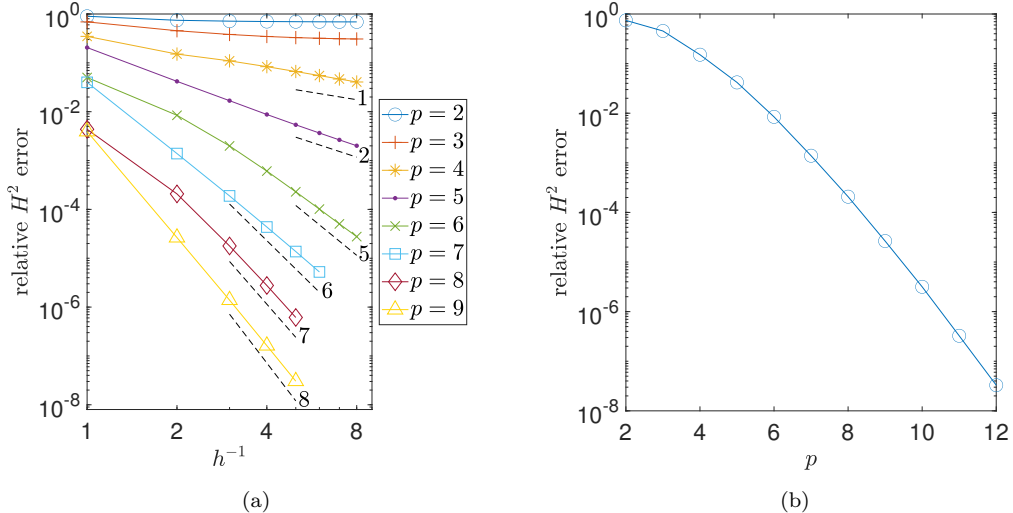 10^0
10^-2
10^-4
10^-6
10^-8
relative H^2 error
1
2
4
8
h^-1
1
2
5
6
7
8
p = 2
p = 3
p = 4
p = 5
p = 6
p = 7
p = 8
p = 9
(a)
10^0
10^-2
10^-4
10^-6
10^-8
relative H^2 error
2
4
6
8
10
12
p
(b)